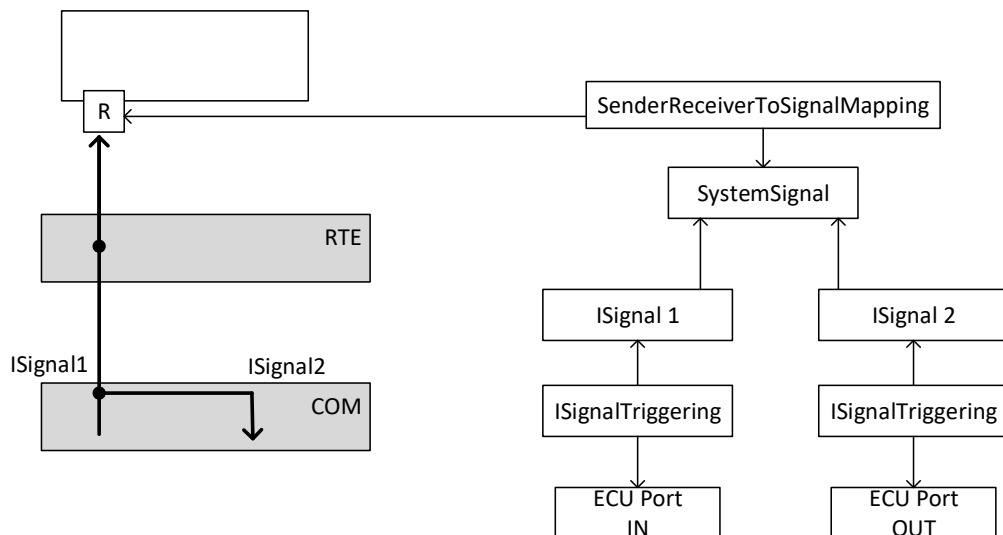 R
SenderReceiverToSignalMapping
SystemSignal
RTE
ISignal 1
ISignal 2
ISignal1
ISignal2
COM
ISignalTriggering
ISignalTriggering
ECU Port
IN
ECU Port
OUT